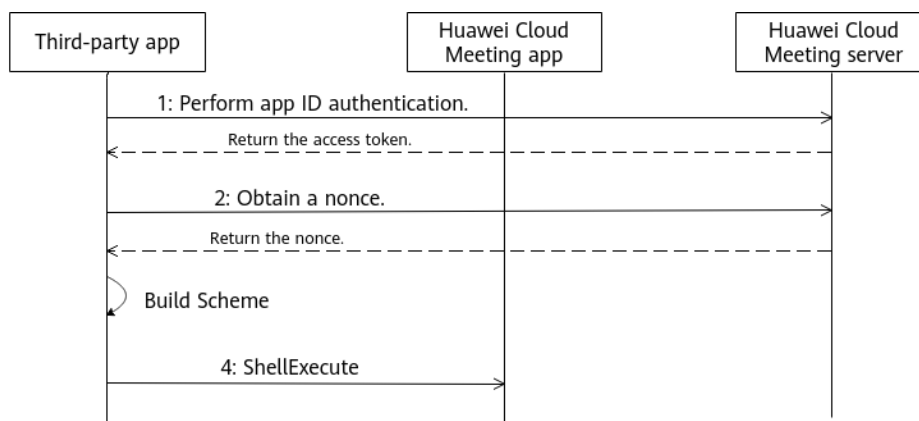 Third-party app
Huawei Cloud
Meeting app
Huawei Cloud
Meeting server
1: Perform app ID authentication.
Return the access token.
2: Obtain a nonce.
Return the nonce.
Build Scheme
4: ShellExecute